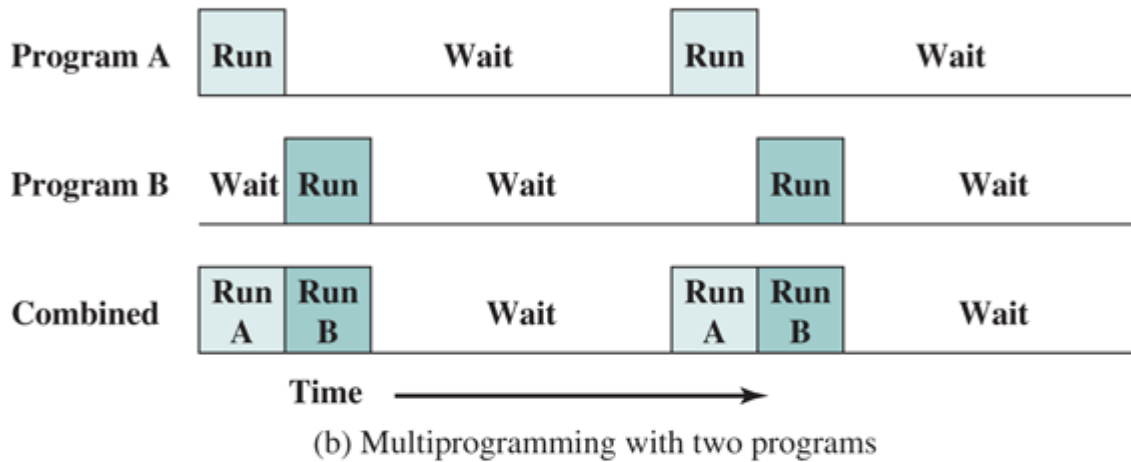 Program A Run Wait Run Wait
Program B Wait Run Wait Run Wait
Run Run Run Run
Combined Wait Wait
A B A B
Time
(b) Multiprogramming with two programs